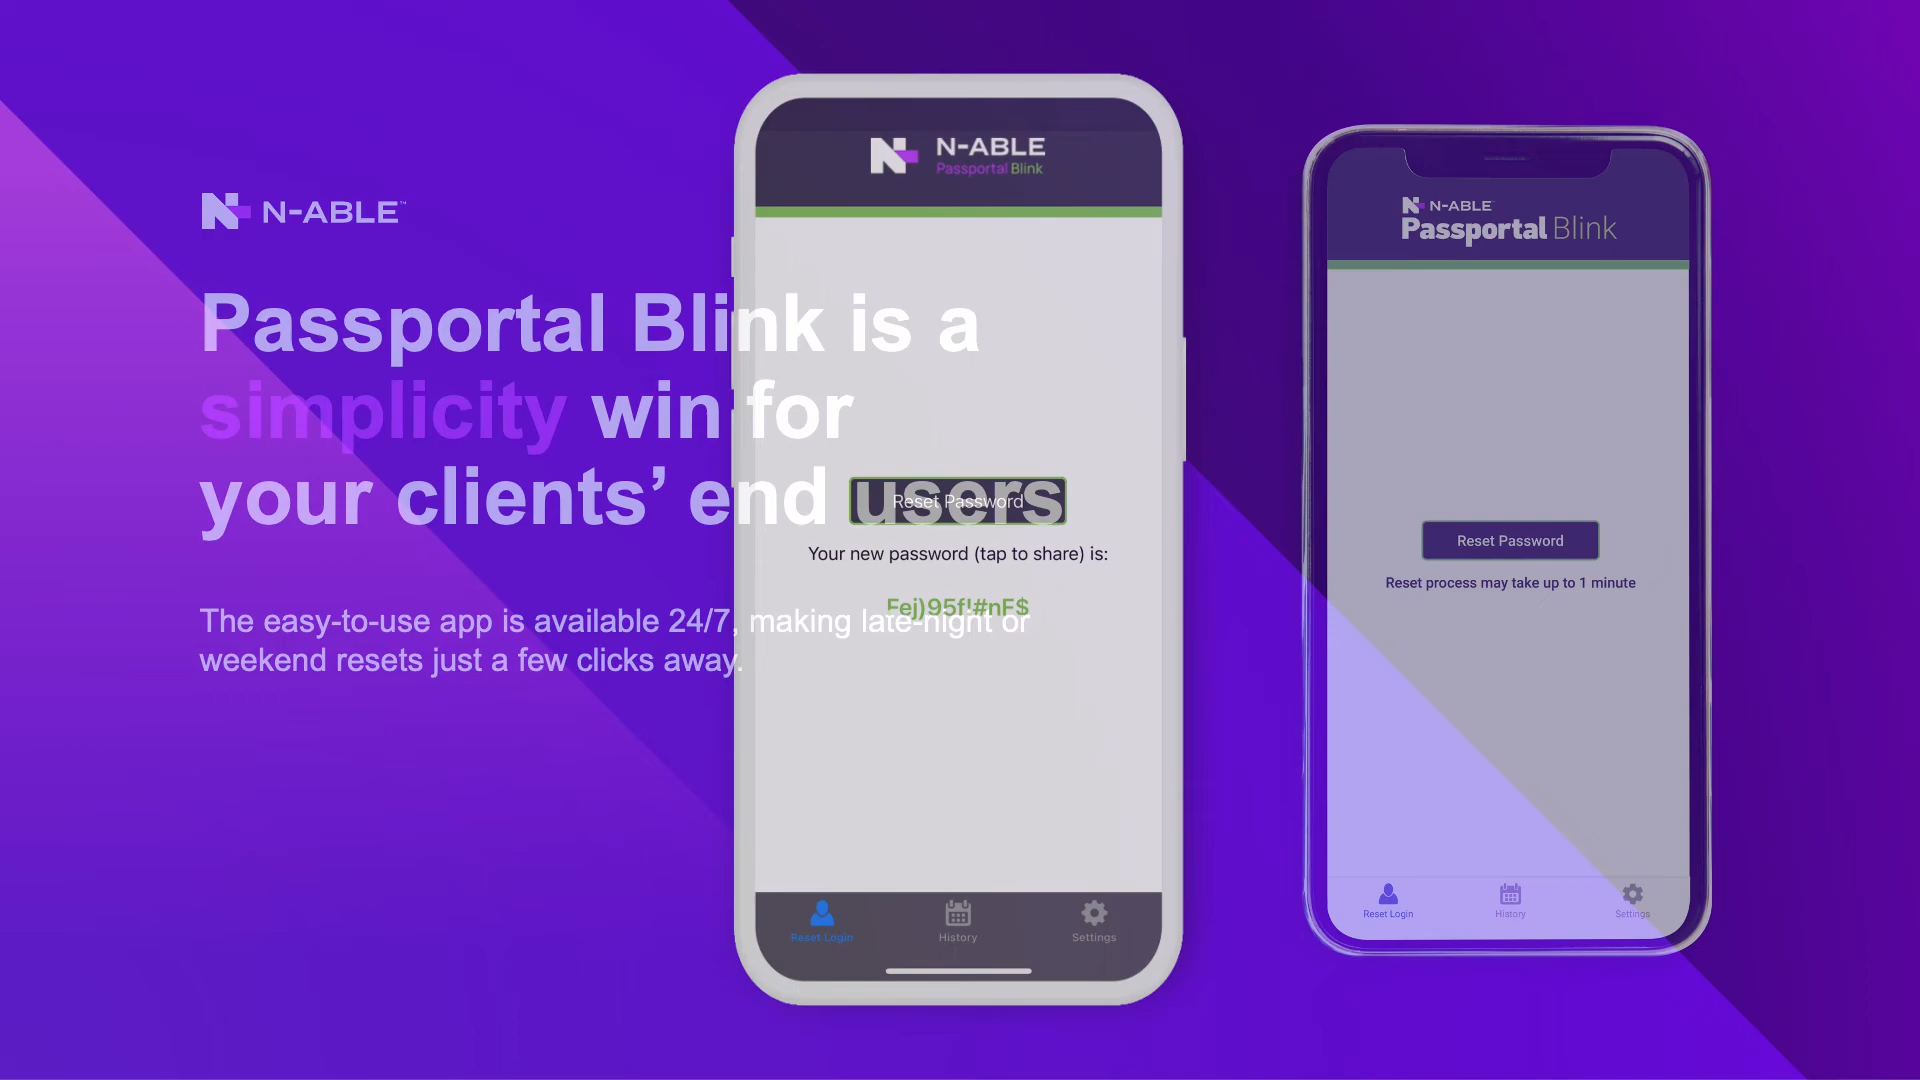 N-ABLE™
Passportal Blink is a
simplicity win for
your clients’ end users
The easy-to-use app is available 24/7, making late-night or
weekend resets just a few clicks away.
N-ABLE
Passportal Blink
Reset Password
Your new password (tap to share) is:
Fej)95f!#nF$
Reset Login
History
Settings
N-ABLE
Passportal Blink
Reset Password
Reset process may take up to 1 minute
Reset Login
History
Settings